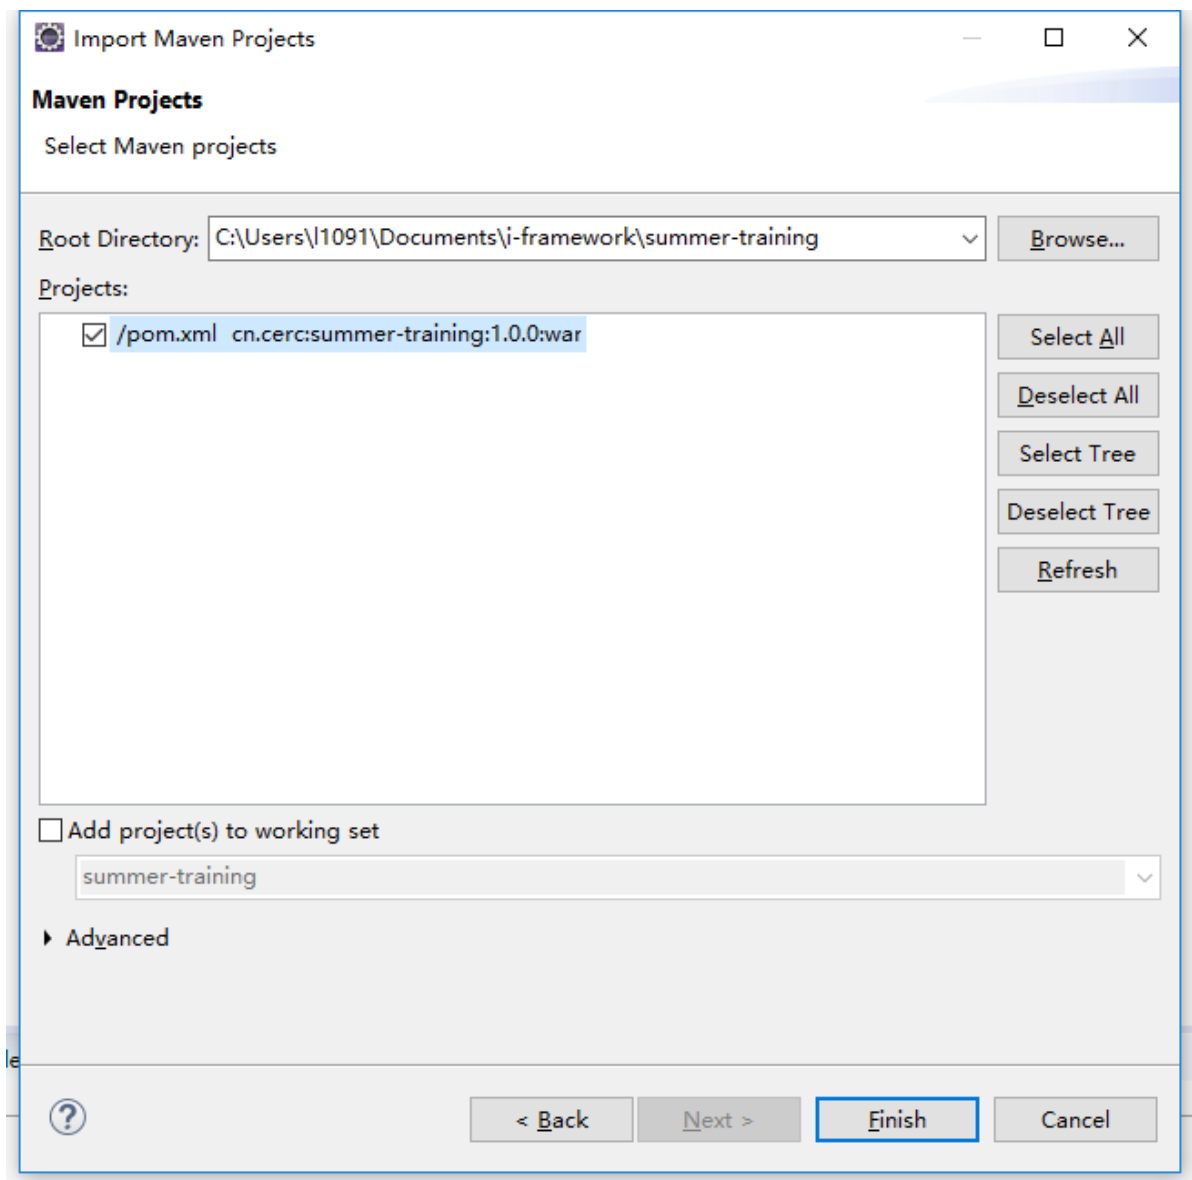 Import Maven Projects
Maven Projects
Select Maven projects
Root Directory: C:\Users\l1091\Documents\i-framework\summer-training Browse...
Projects:
/pom.xml cn.cerc:summer-training:1.0.0:war
Select All
Deselect All
Select Tree
Deselect Tree
Refresh
Add project(s) to working set
summer-training
Advanced
< Back Next > Finish Cancel